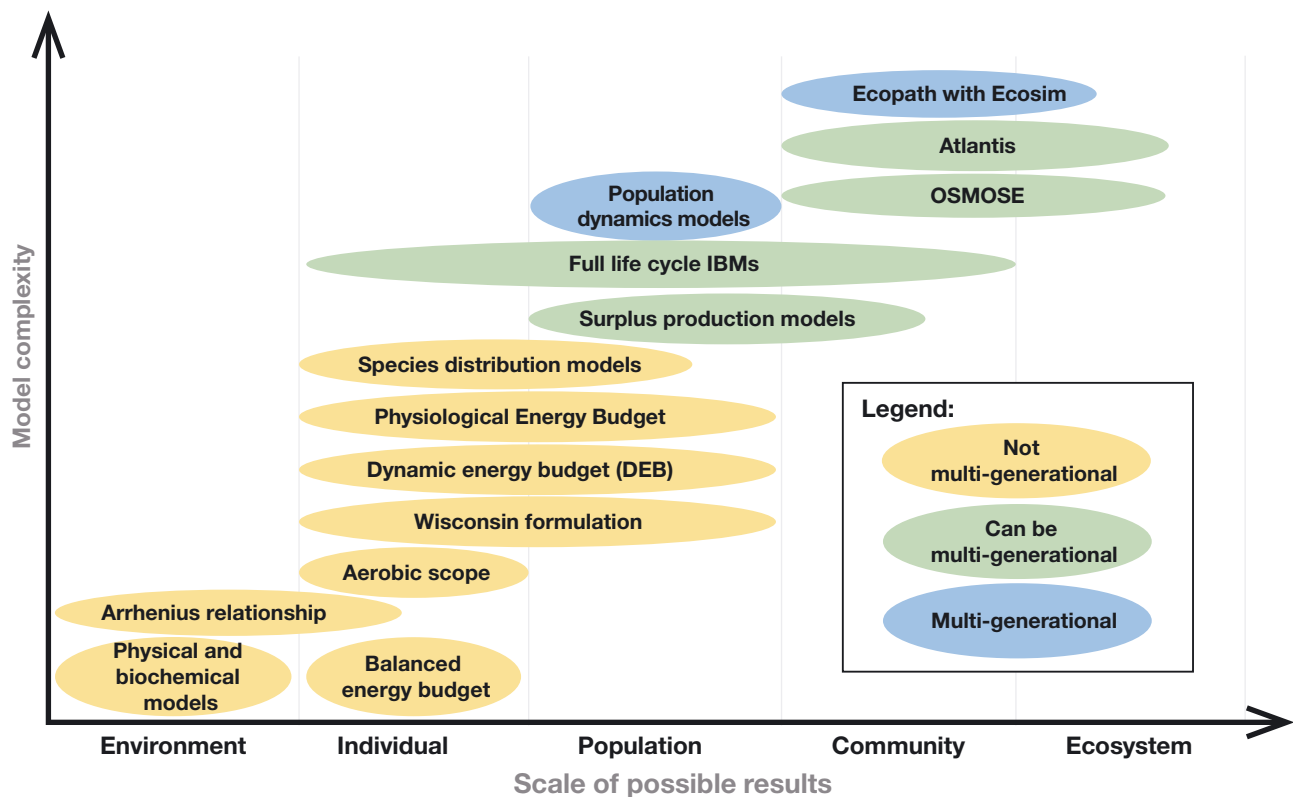 Model complexity
Ecopath with Ecosim
Atlantis
OSMOSE
Population
dynamics models
Full life cycle IBMs
Surplus production models
Species distribution models
Physiological Energy Budget
Dynamic energy budget (DEB)
Wisconsin formulation
Aerobic scope
Arrhenius relationship
Physical and
biochemical
models
Balanced
energy budget
Legend:
Not
multi-generational
Can be
multi-generational
Multi-generational
Environment
Individual
Population
Community
Ecosystem
Scale of possible results